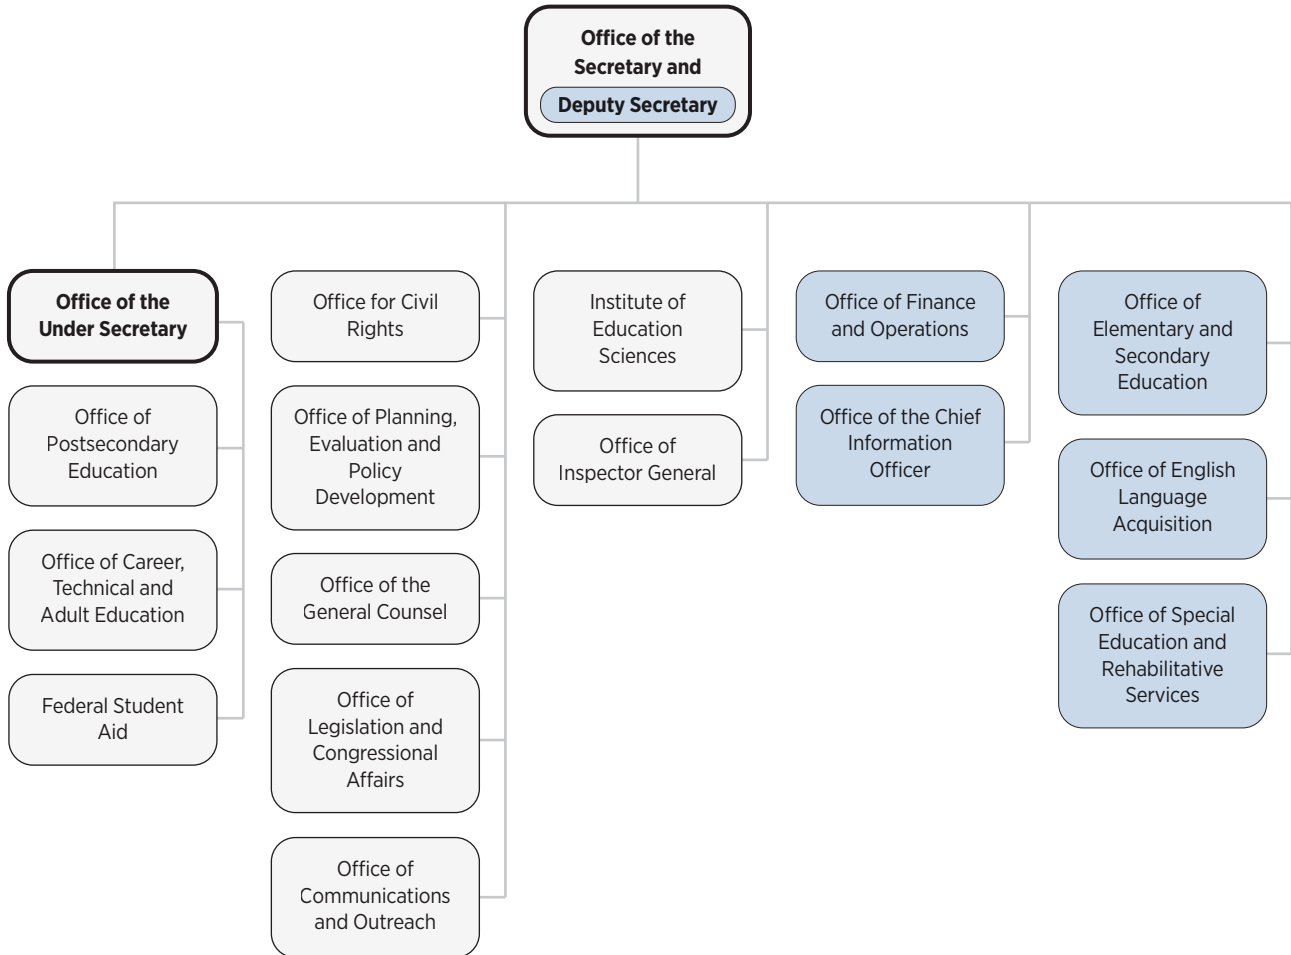 Office of the
Secretary and
Deputy Secretary
Office of the
Under Secretary
Office of
Postsecondary
Education
Office of Career,
Technical and
Adult Education
Federal Student
Aid
Office for Civil
Rights
Office of Planning,
Evaluation and
Policy
Development
Office of the
General Counsel
Office of
Legislation and
Congressional
Affairs
Office of
Communications
and Outreach
Institute of
Education
Sciences
Office of
Inspector General
Office of Finance
and Operations
Office of the Chief
Information
Officer
Office of
Elementary and
Secondary
Education
Office of English
Language
Acquisition
Office of Special
Education and
Rehabilitative
Services